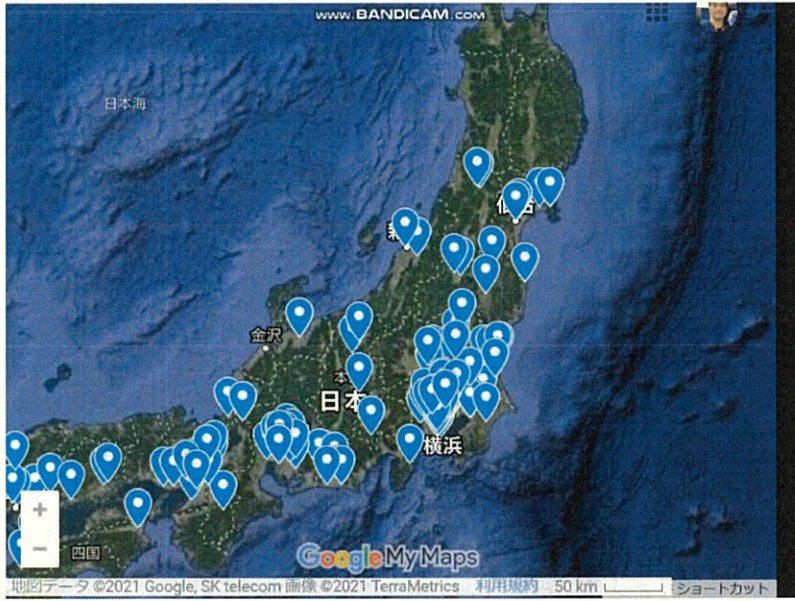 www.BANDICAM.com
日本海
仙台
新
金沢
本
日本
横浜
+
−
四国
Google My Maps
地図データ ©2021 Google, SK telecom 画像 ©2021 TerraMetrics 利用規約 50 km ショートカット